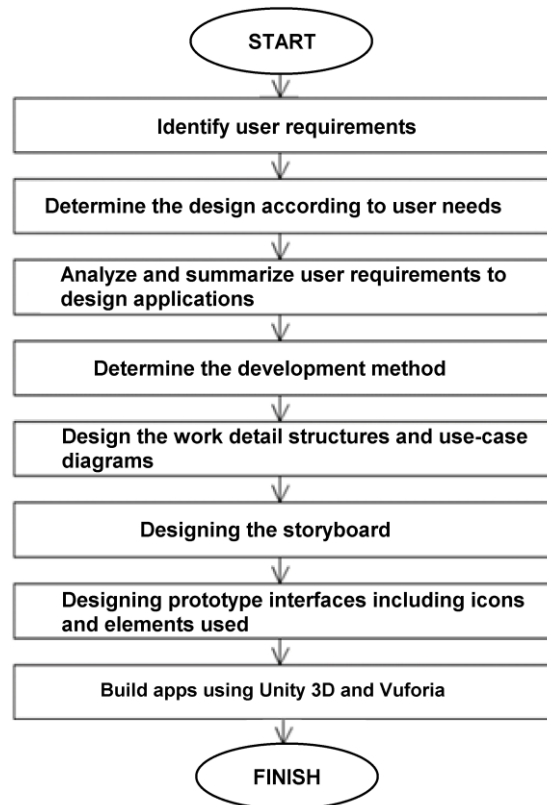 START
Identify user requirements
Determine the design according to user needs
Analyze and summarize user requirements to
design applications
Determine the development method
Design the work detail structures and use-case
diagrams
Designing the storyboard
Designing prototype interfaces including icons
and elements used
Build apps using Unity 3D and Vuforia
FINISH